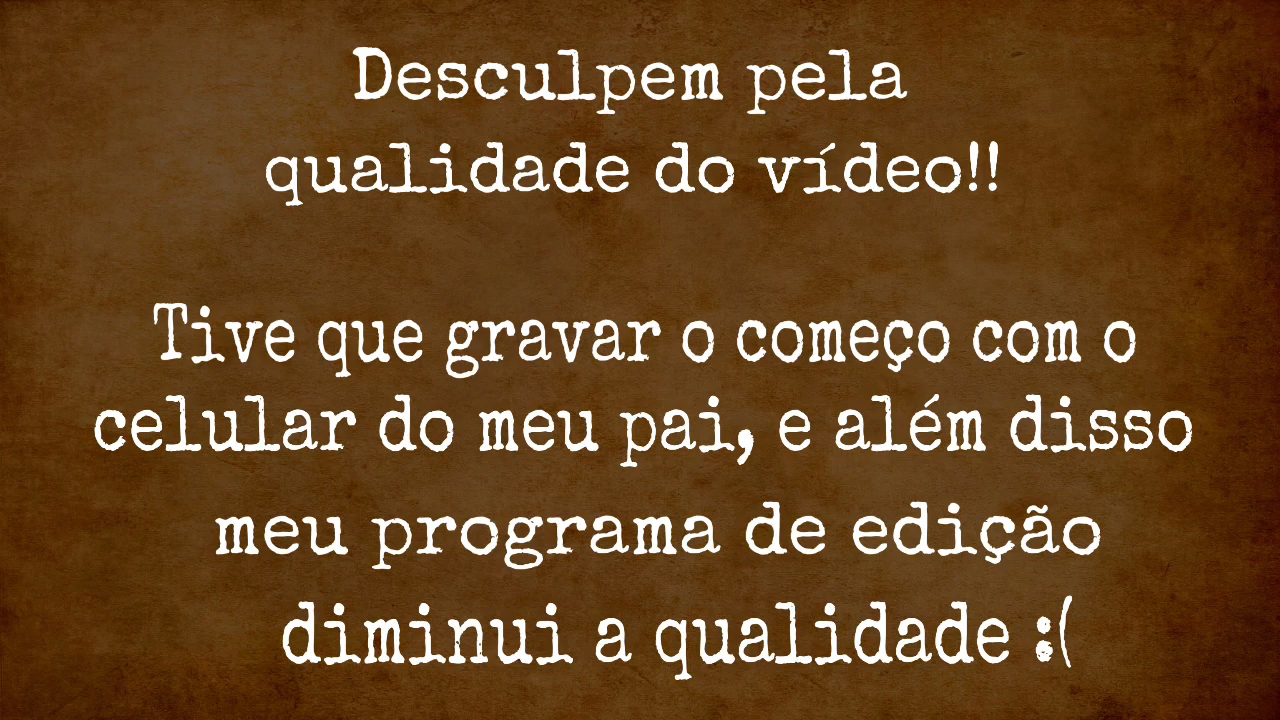 Desculpem pela
qualidade do vídeo!!
Tive que gravar o começo com o
celular do meu pai, e além disso
meu programa de edição
diminui a qualidade :(